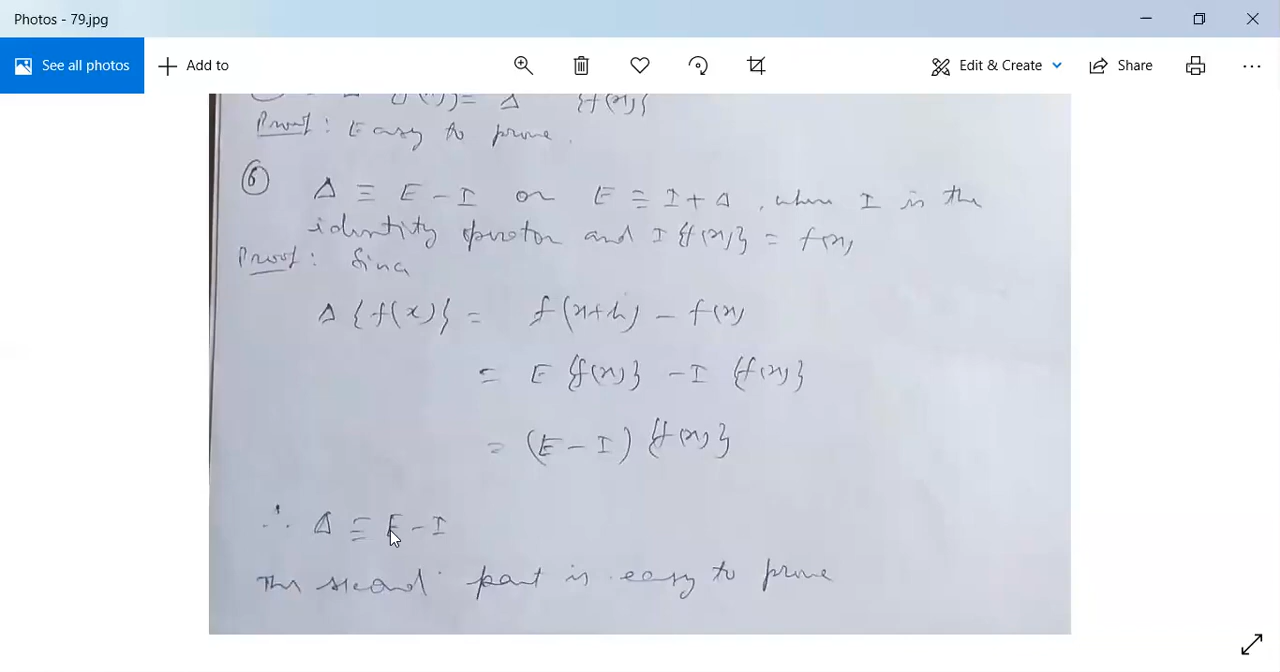 Photos - 79.jpg
See all photos
Add to
Edit & Create
Share
Δ {f(x)}
Proof : Easy to prove.
⑥ Δ ≡ E - I or E ≡ I + Δ, where I is the
identity operator and I {f(x)} = f(x)
Proof : Since
Δ {f(x)} = f(x+h) - f(x)
= E {f(x)} - I {f(x)}
= (E - I) {f(x)}
∴ Δ ≡ E - I
The second part is easy to prove